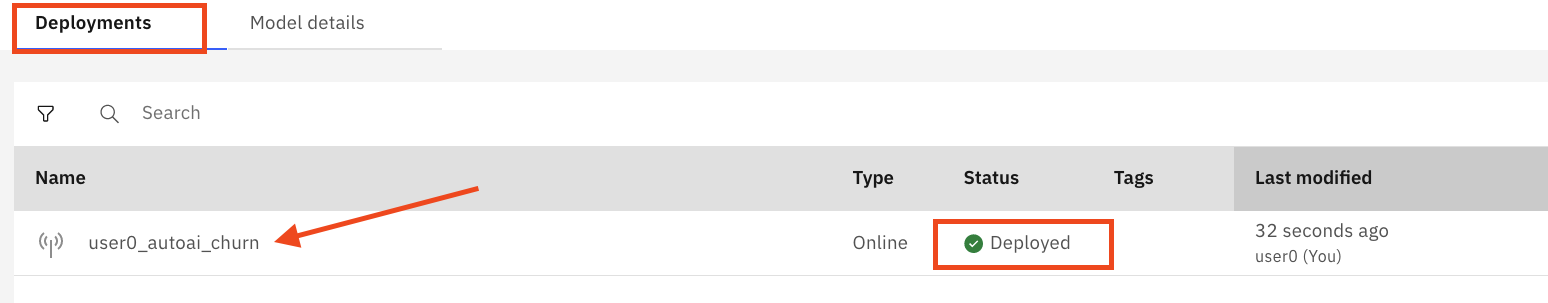 Deployments Model details
Search
Name Type Status Tags Last modified
user0_autoai_churn Online Deployed 32 seconds ago
user0 (You)